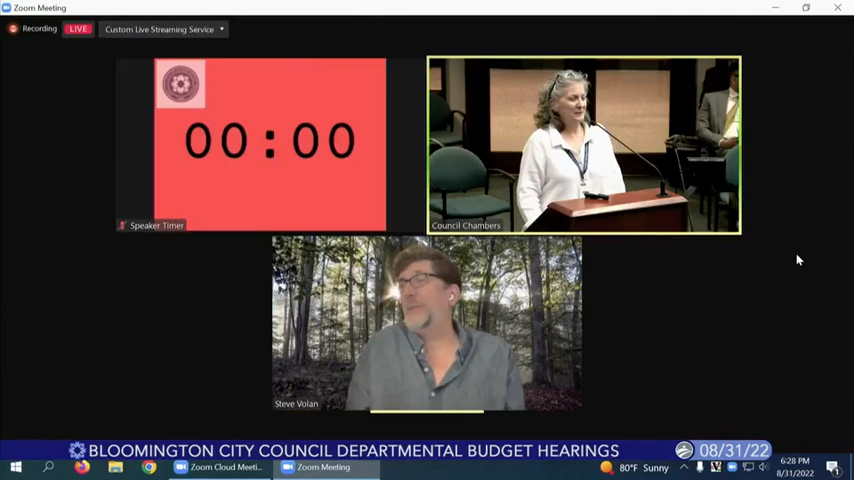 Zoom Meeting
Recording
LIVE
Custom Live Streaming Service
00:00
Speaker Timer
Council Chambers
Steve Volan
BLOOMINGTON CITY COUNCIL DEPARTMENTAL BUDGET HEARINGS
08/31/22
Zoom Cloud Meeti...
Zoom Meeting
80°F Sunny
6:28 PM
8/31/2022